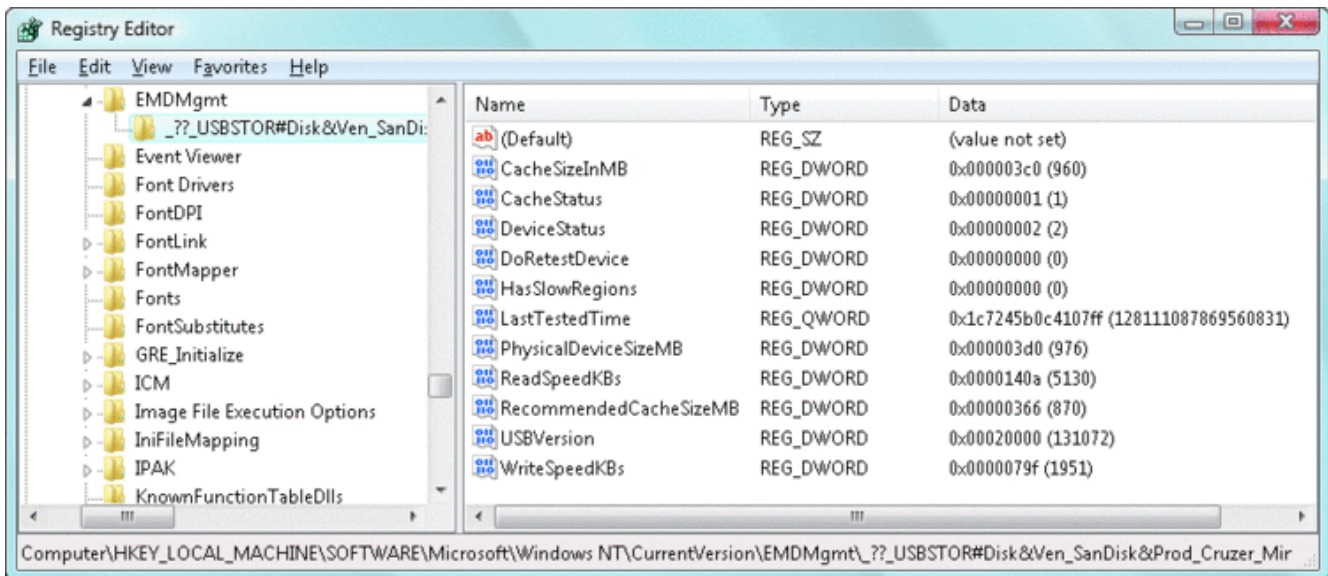 Registry Editor
File Edit View Favorites Help
EMDMgmt
_??_USBSTOR#Disk&Ven_SanDi
Event Viewer
Font Drivers
FontDPI
FontLink
FontMapper
Fonts
FontSubstitutes
GRE_Initialize
ICM
Image File Execution Options
IniFileMapping
IPAK
KnownFunctionTableDlls
Name Type Data
(Default) REG_SZ (value not set)
CacheSizeInMB REG_DWORD 0x000003c0 (960)
CacheStatus REG_DWORD 0x00000001 (1)
DeviceStatus REG_DWORD 0x00000002 (2)
DoRetestDevice REG_DWORD 0x00000000 (0)
HasSlowRegions REG_DWORD 0x00000000 (0)
LastTestedTime REG_QWORD 0x1c7245b0c4107ff (128111087869560831)
PhysicalDeviceSizeMB REG_DWORD 0x000003d0 (976)
ReadSpeedKBs REG_DWORD 0x0000140a (5130)
RecommendedCacheSizeMB REG_DWORD 0x00000366 (870)
USBVersion REG_DWORD 0x00020000 (131072)
WriteSpeedKBs REG_DWORD 0x0000079f (1951)
Computer\HKEY_LOCAL_MACHINE\SOFTWARE\Microsoft\Windows NT\CurrentVersion\EMDMgmt\_??_USBSTOR#Disk&Ven_SanDisk&Prod_Cruzer_Mir